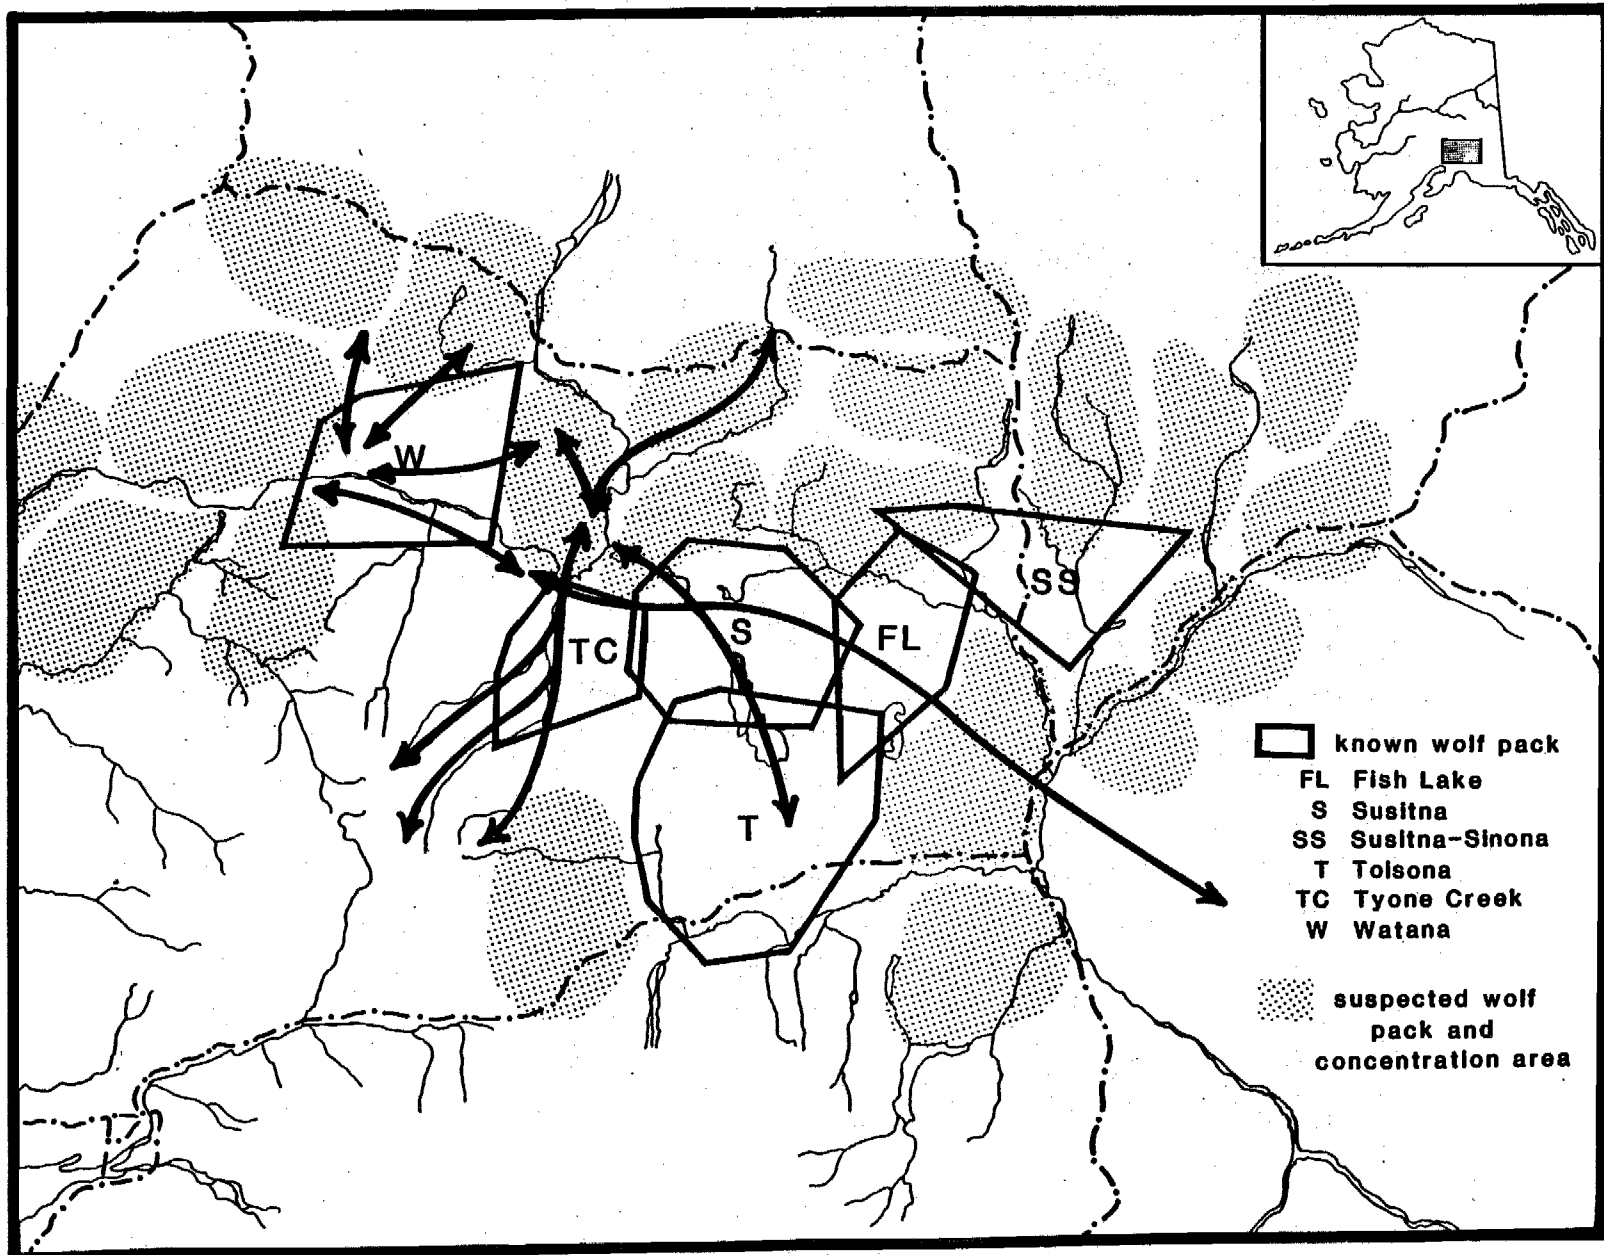 W
SS
S
TC
FL
T
known wolf pack
FL Fish Lake
S Susitna
SS Susitna-Sinona
T Tolsona
TC Tyone Creek
W Watana
suspected wolf
pack and
concentration area